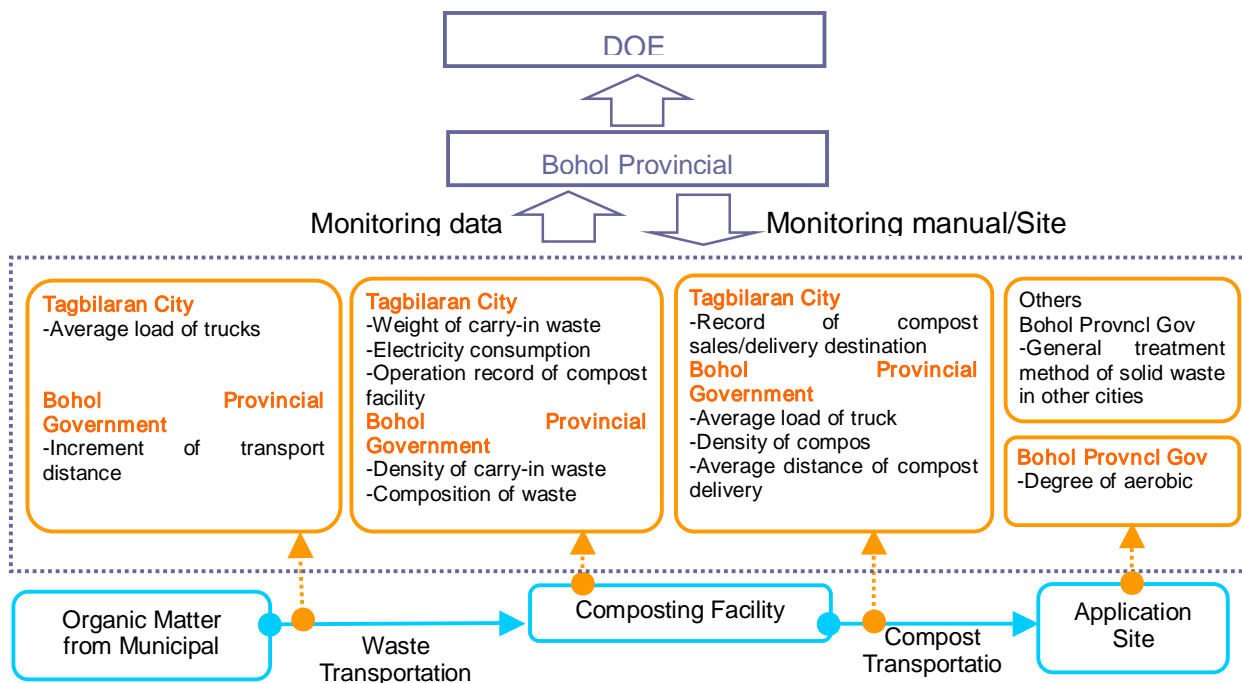 DOE
Bohol Provincial
Monitoring data
Monitoring manual/Site
Tagbilaran City
-Average load of trucks
Bohol Provincial
Government
-Increment of transport
distance
Tagbilaran City
-Weight of carry-in waste
-Electricity consumption
-Operation record of compost
facility
Bohol Provincial
Government
-Density of carry-in waste
-Composition of waste
Tagbilaran City
-Record of compost
sales/delivery destination
Bohol Provincial
Government
-Average load of truck
-Density of compos
-Average distance of compost
delivery
Others
Bohol Provncl Gov
-General treatment
method of solid waste
in other cities
Bohol Provncl Gov
-Degree of aerobic
Organic Matter
from Municipal
Waste
Transportation
Composting Facility
Compost
Transportatio
Application
Site